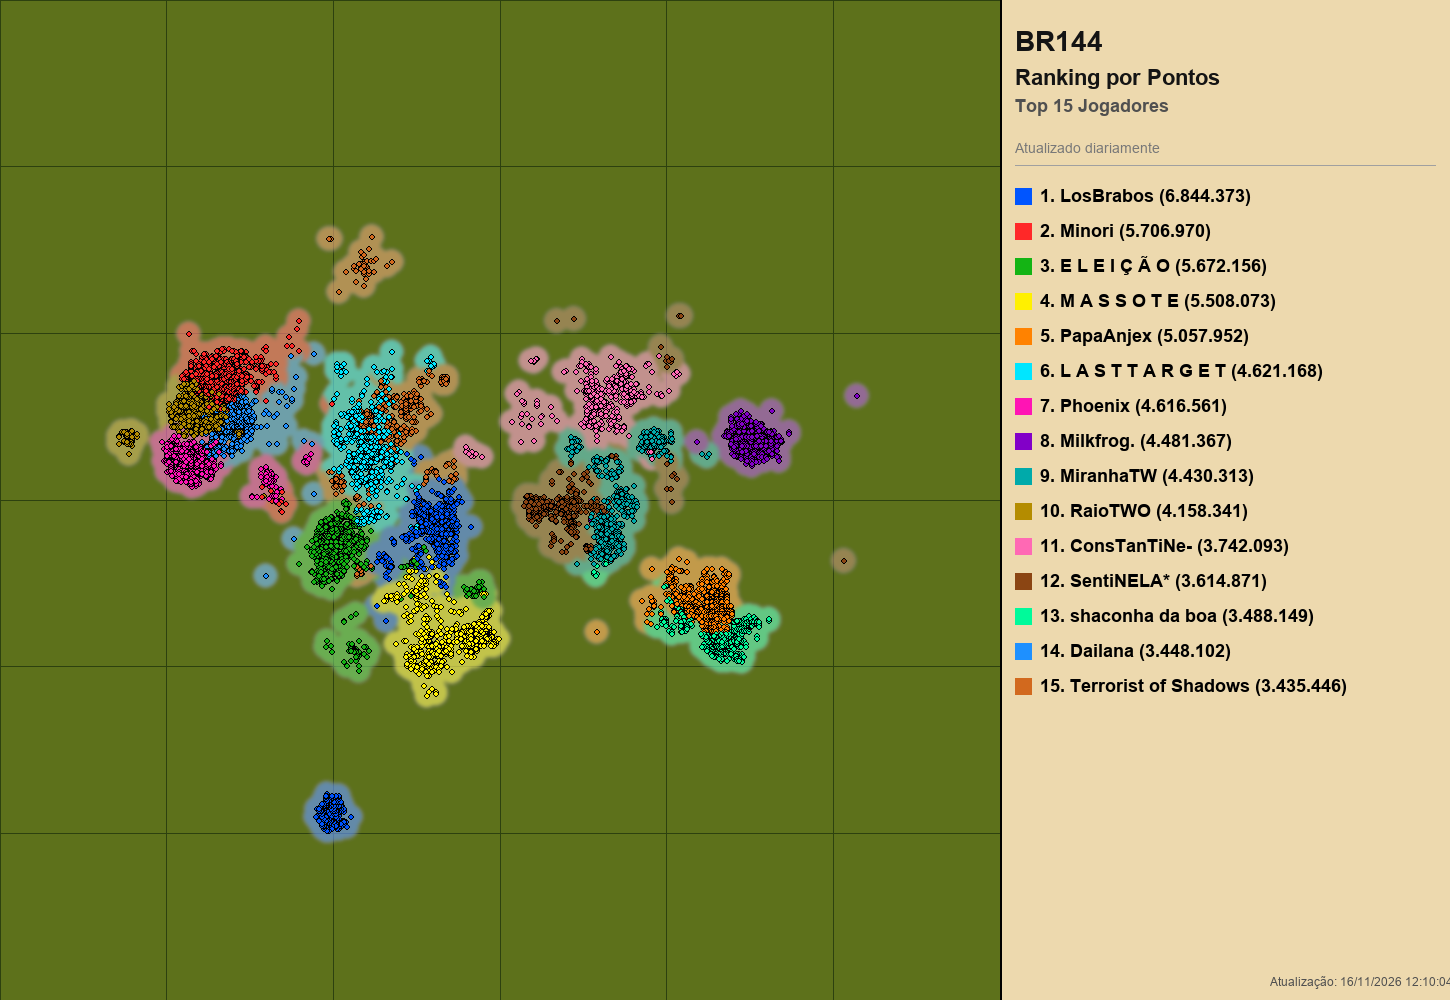 BR144
Ranking por Pontos
Top 15 Jogadores
Atualizado diariamente
1. LosBrabos (6.844.373)
2. Minori (5.706.970)
3. E L E I Ç Ã O (5.672.156)
4. M A S S O T E (5.508.073)
5. PapaAnjex (5.057.952)
6. L A S T T A R G E T (4.621.168)
7. Phoenix (4.616.561)
8. Milkfrog. (4.481.367)
9. MiranhaTW (4.430.313)
10. RaioTWO (4.158.341)
11. ConsTanTiNe- (3.742.093)
12. SentiNELA* (3.614.871)
13. shaconha da boa (3.488.149)
14. Dailana (3.448.102)
15. Terrorist of Shadows (3.435.446)
Atualização: 16/11/2026 12:10:04